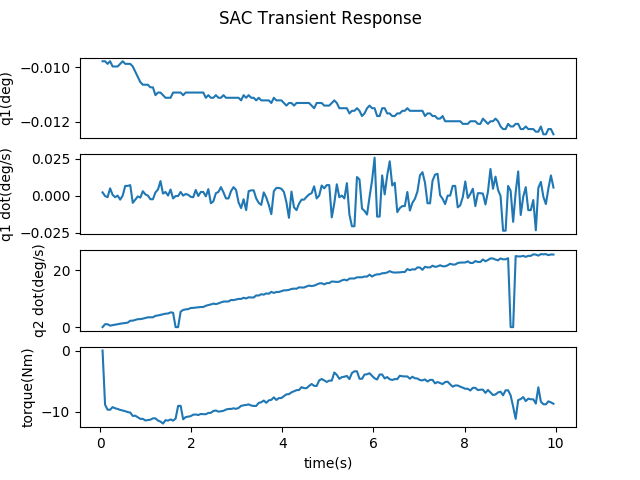 SAC Transient Response
−0.010
−0.012
q1(deg)
0.025
0.000
−0.025
q1 dot(deg/s)
20
0
q2 dot(deg/s)
0
−10
torque(Nm)
0 2 4 6 8 10
time(s)